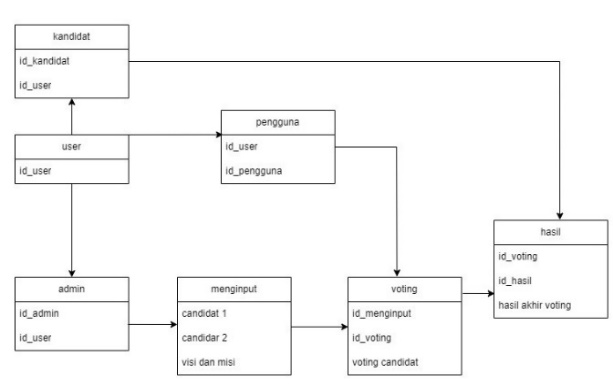 kandidat
id_kandidat
id_user
user
id_user
pengguna
id_user
id_pengguna
admin
id_admin
id_user
menginput
candidat 1
candidar 2
visi dan misi
voting
id_menginput
id_voting
voting candidat
hasil
id_voting
id_hasil
hasil akhir voting